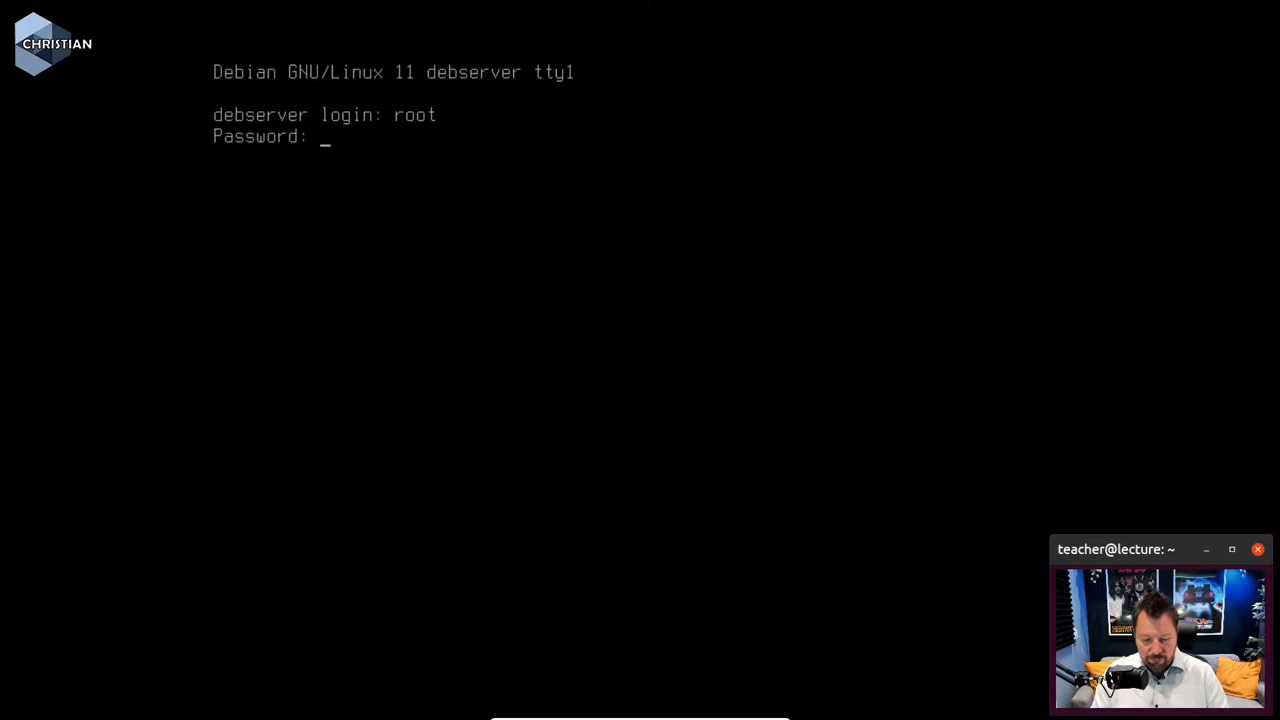 CHRISTIAN
Debian GNU/Linux 11 debserver tty1
debserver login: root
Password: _
teacher@lecture: ~